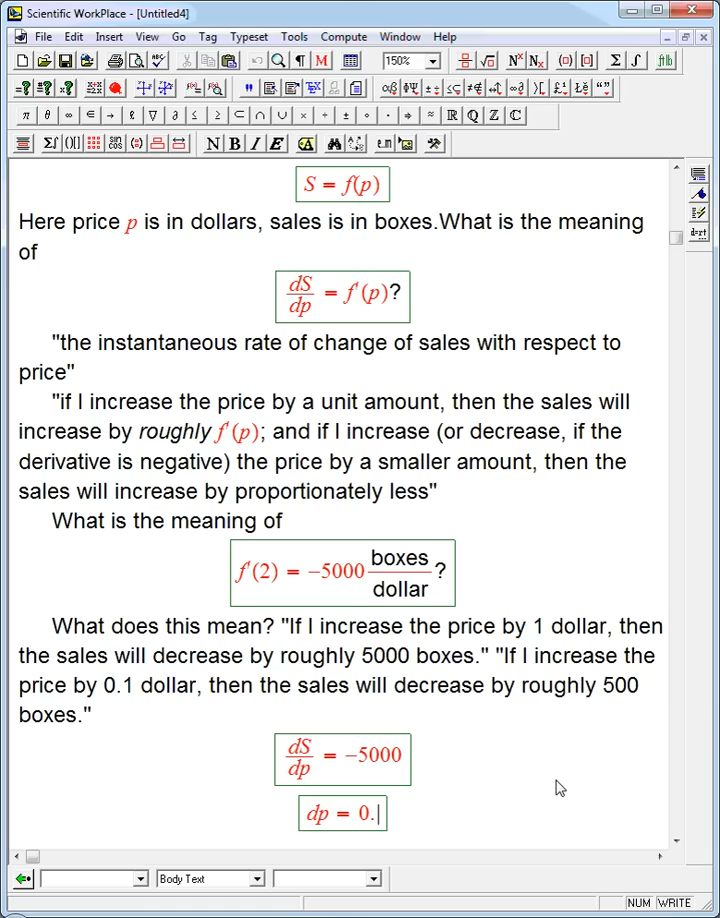 Scientific WorkPlace - [Untitled4]
File Edit Insert View Go Tag Typeset Tools Compute Window Help
150%
π θ ∞ ∈ → ℓ ∇ ∂ ≤ ≥ ⊂ ∩ ∪ × ÷ ± ∘ · ⇒ ≈ ℝ ℚ ℤ ℂ
N B I E
S = f(p)
Here price p is in dollars, sales is in boxes.What is the meaning
of
dS/dp = f′(p)?
"the instantaneous rate of change of sales with respect to
price"
"if I increase the price by a unit amount, then the sales will
increase by roughly f′(p); and if I increase (or decrease, if the
derivative is negative) the price by a smaller amount, then the
sales will increase by proportionately less"
What is the meaning of
f′(2) = −5000 boxes/dollar?
What does this mean? "If I increase the price by 1 dollar, then
the sales will decrease by roughly 5000 boxes." "If I increase the
price by 0.1 dollar, then the sales will decrease by roughly 500
boxes."
dS/dp = −5000
dp = 0.
Body Text
NUM WRITE